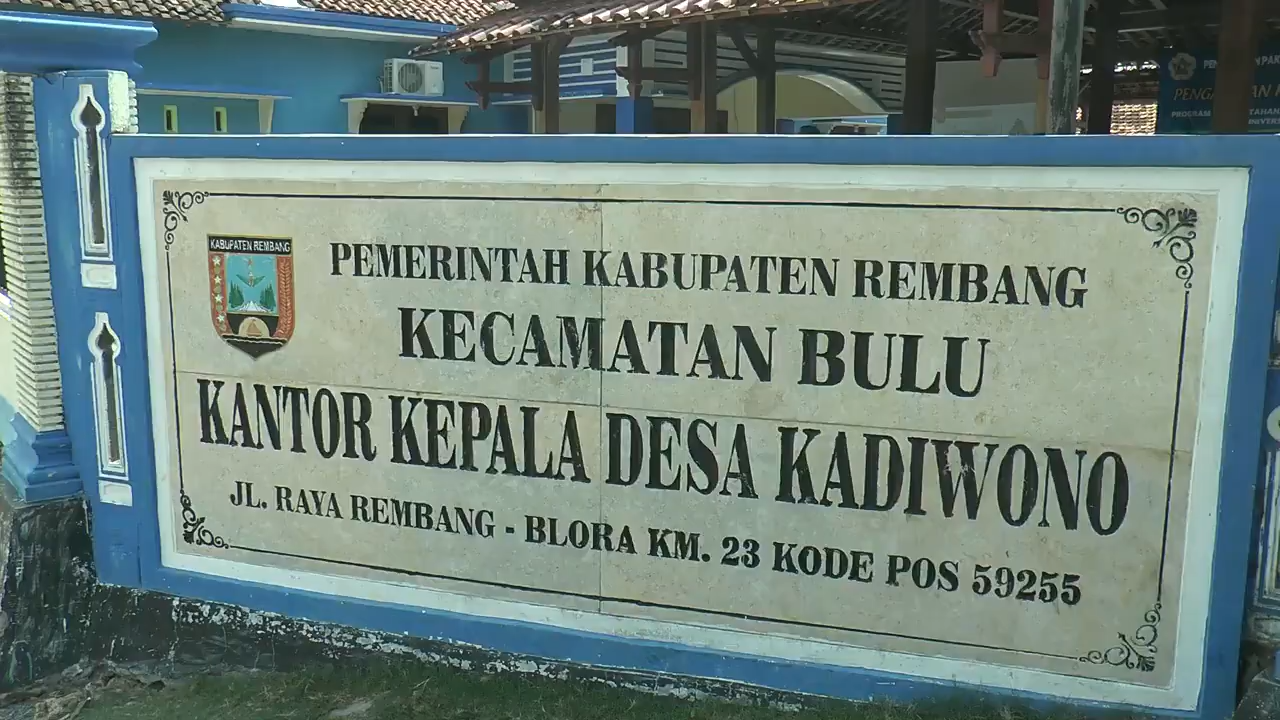 KABUPATEN REMBANG
PEMERINTAH KABUPATEN REMBANG
KECAMATAN BULU
KANTOR KEPALA DESA KADIWONO
JL. RAYA REMBANG - BLORA KM. 23 KODE POS 59255